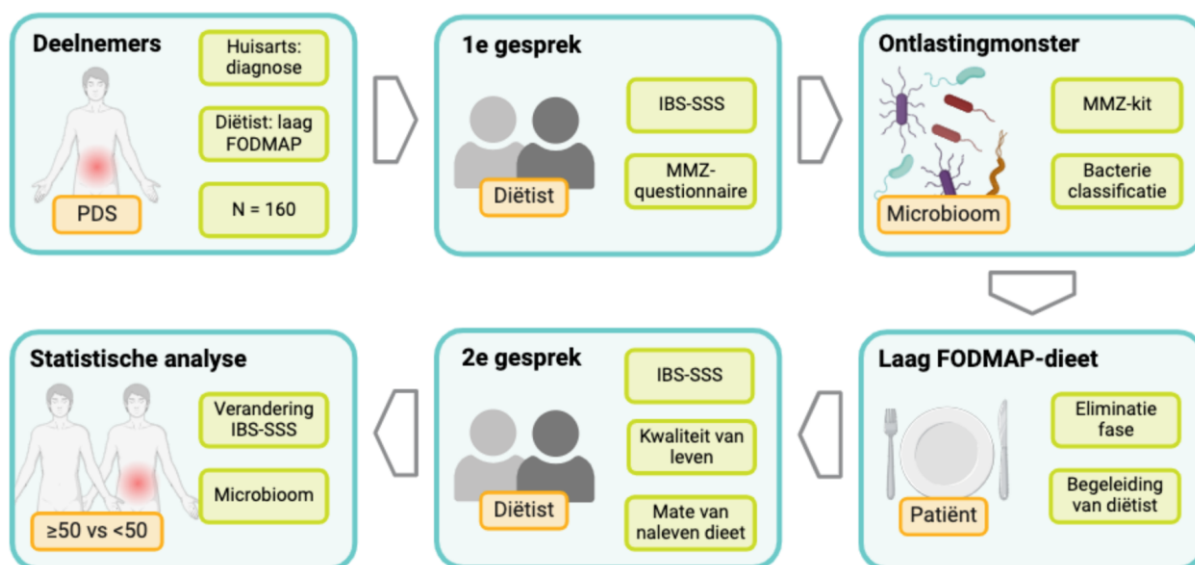 Deelnemers
Huisarts:
diagnose
Diëtist: laag
FODMAP
N = 160
PDS
1e gesprek
IBS-SSS
MMZ-
questionnaire
Diëtist
Ontlastingmonster
MMZ-kit
Bacterie
classificatie
Microbioom
Laag FODMAP-dieet
Eliminatie
fase
Begeleiding
van diëtist
Patiënt
2e gesprek
IBS-SSS
Kwaliteit van
leven
Mate van
naleven dieet
Diëtist
Statistische analyse
Verandering
IBS-SSS
Microbioom
≥50 vs <50